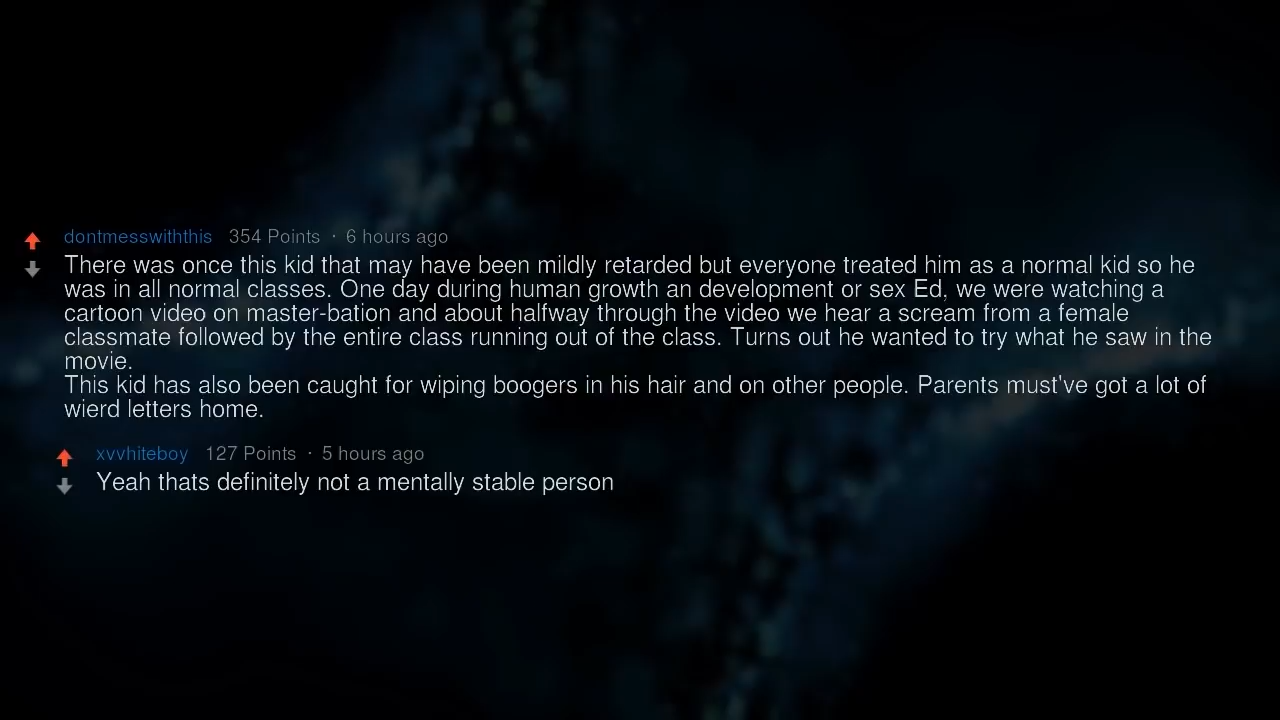 dontmesswiththis 354 Points · 6 hours ago
There was once this kid that may have been mildly retarded but everyone treated him as a normal kid so he
was in all normal classes. One day during human growth an development or sex Ed, we were watching a
cartoon video on master-bation and about halfway through the video we hear a scream from a female
classmate followed by the entire class running out of the class. Turns out he wanted to try what he saw in the
movie.
This kid has also been caught for wiping boogers in his hair and on other people. Parents must've got a lot of
wierd letters home.
xvvhiteboy 127 Points · 5 hours ago
Yeah thats definitely not a mentally stable person